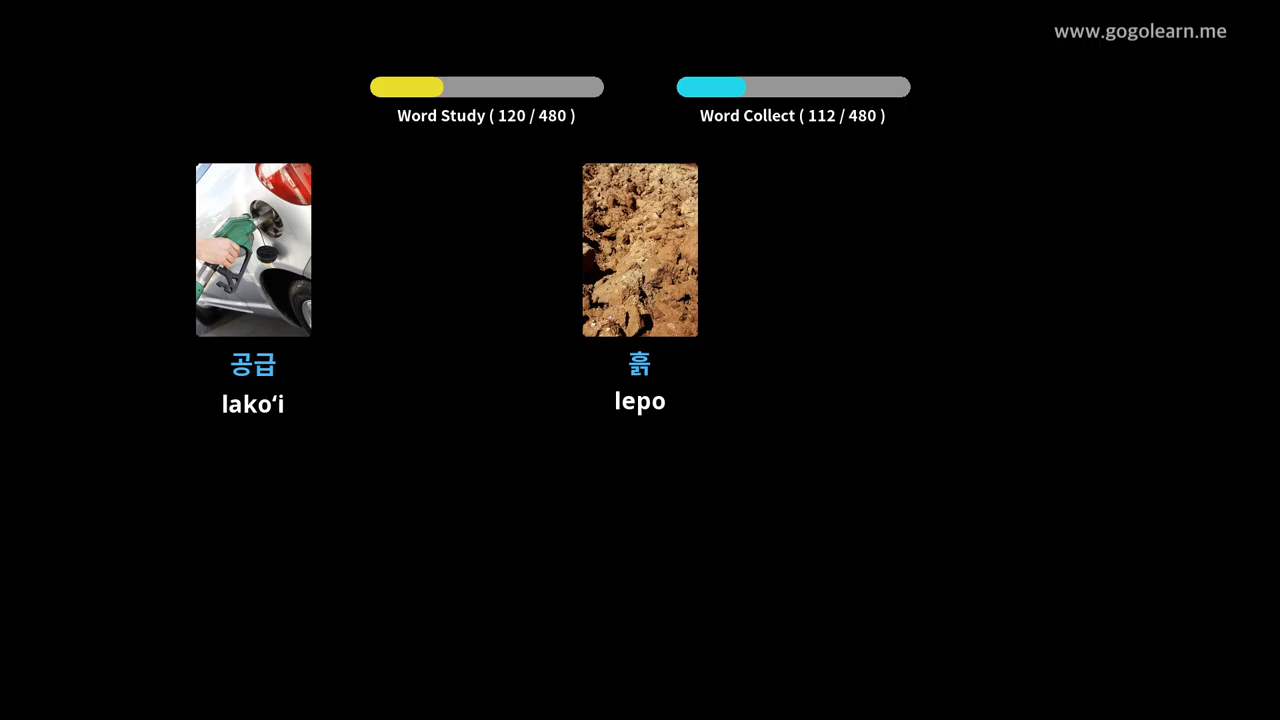 www.gogolearn.me
Word Study ( 120 / 480 )
Word Collect ( 112 / 480 )
공급
흙
lakoʻi
lepo